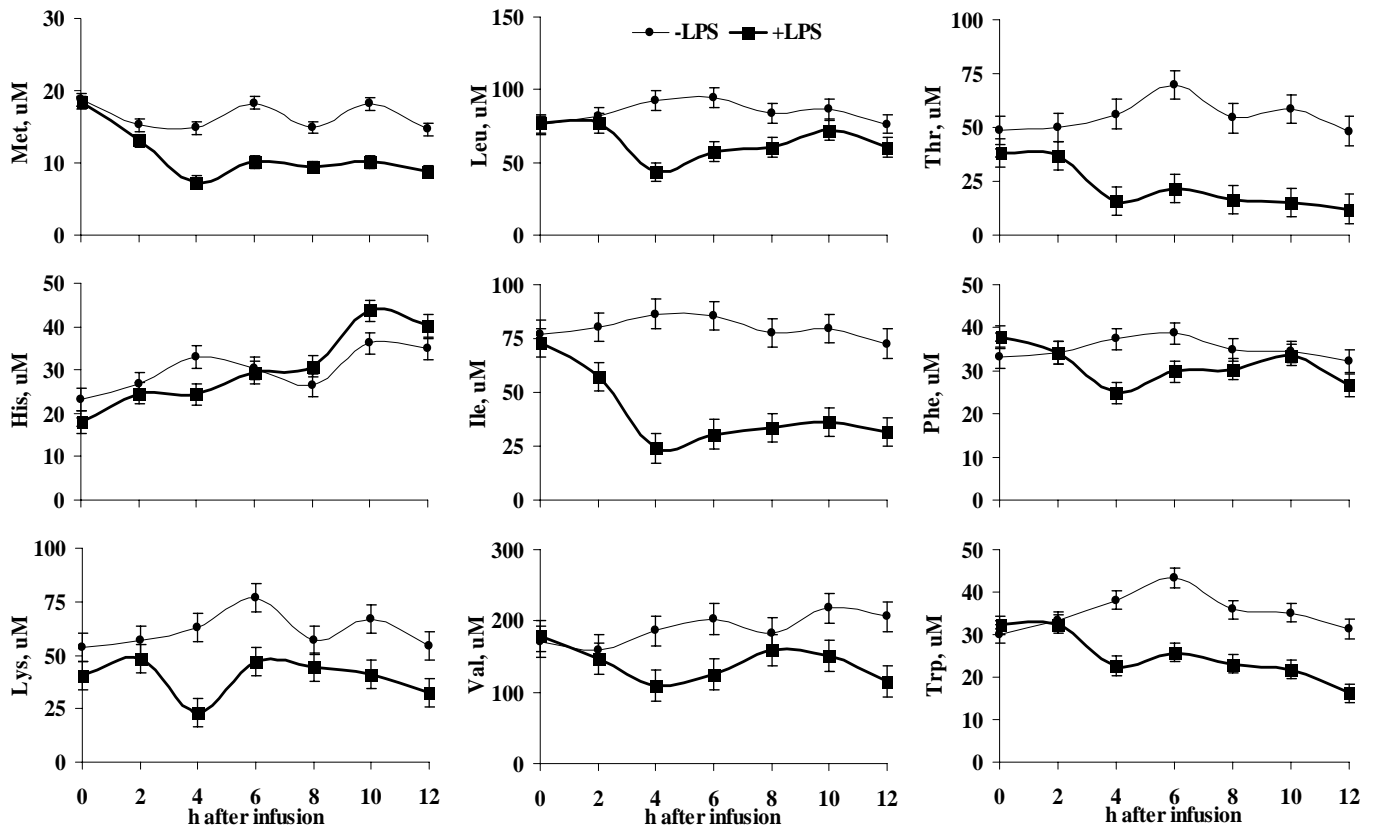 30
20
10
0
Met, uM
150
100
50
0
Leu, uM
-LPS +LPS
100
75
50
25
0
Thr, uM
50
40
30
20
10
0
His, uM
100
75
50
25
0
Ile, uM
50
40
30
20
10
0
Phe, uM
100
75
50
25
0
Lys, uM
0 2 4 6 8 10 12
h after infusion
300
200
100
0
Val, uM
0 2 4 6 8 10 12
h after infusion
50
40
30
20
10
0
Trp, uM
0 2 4 6 8 10 12
h after infusion